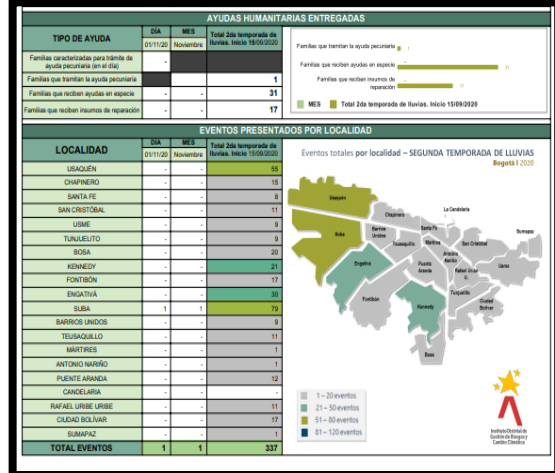 AYUDAS HUMANITARIAS ENTREGADAS
TIPO DE AYUDA
DÍA
MES
Total 2da temporada de
lluvias. Inicio 15/09/2020
01/11/20
Noviembre
Familias caracterizadas para trámite de
ayuda pecuniaria (en el día)
-
Familias que tramitan la ayuda pecuniaria
1
Familias que reciben ayudas en especie
-
-
31
Familias que reciben insumos de reparación
-
-
17
Familias que tramitan la ayuda pecuniaria
1
Familias que reciben ayudas en especie
31
Familias que reciben insumos de
reparación
17
MES
Total 2da temporada de lluvias. Inicio 15/09/2020
EVENTOS PRESENTADOS POR LOCALIDAD
LOCALIDAD
DÍA
MES
Total 2da temporada de
lluvias. Inicio 15/09/2020
01/11/20
Noviembre
USAQUÉN - - 55
CHAPINERO - - 15
SANTA FE - - 8
SAN CRISTÓBAL - - 11
USME - - 9
TUNJUELITO - - 9
BOSA - - 20
KENNEDY - - 21
FONTIBÓN - - 17
ENGATIVÁ - - 30
SUBA 1 1 79
BARRIOS UNIDOS - - 9
TEUSAQUILLO - - 11
MÁRTIRES - - 1
ANTONIO NARIÑO - - 1
PUENTE ARANDA - - 12
CANDELARIA - - -
RAFAEL URIBE URIBE - - 11
CIUDAD BOLÍVAR - - 17
SUMAPAZ - - 1
TOTAL EVENTOS 1 1 337
Eventos totales por localidad – SEGUNDA TEMPORADA DE LLUVIAS
Bogotá I 2020
Usaquén
Chapinero
La Candelaria
Suba
Barrios
Unidos
Santa Fe
Teusaquilla
Mártires
San Cristóbal
Sumapaz
Antonio
Nariño
Engativá
Puente
Aranda
Rafael Uribe
U.
Usme
Fontibón
Tunjuelito
Ciudad
Bolívar
Kennedy
Bosa
1 – 20 eventos
21 – 50 eventos
51 – 80 eventos
81 – 120 eventos
Instituto Distrital de
Gestión de Riesgos y
Cambio Climático